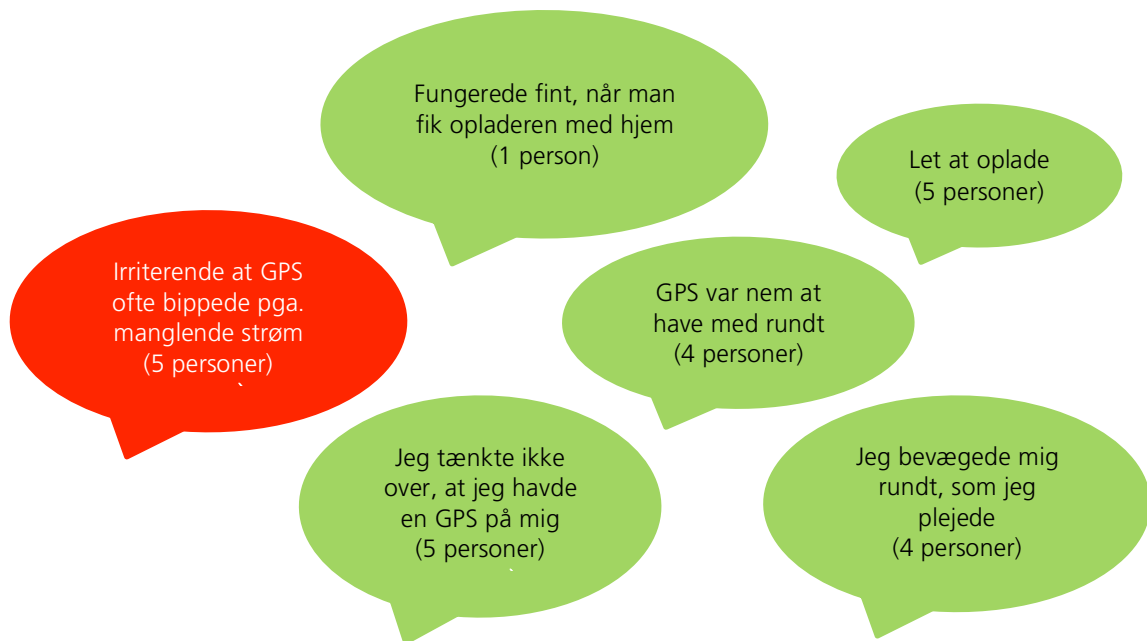 Fungerede fint, når man
fik opladeren med hjem
(1 person)
Let at oplade
(5 personer)
Irriterende at GPS
ofte bippede pga.
manglende strøm
(5 personer)
GPS var nem at
have med rundt
(4 personer)
Jeg tænkte ikke
over, at jeg havde
en GPS på mig
(5 personer)
Jeg bevægede mig
rundt, som jeg
plejede
(4 personer)